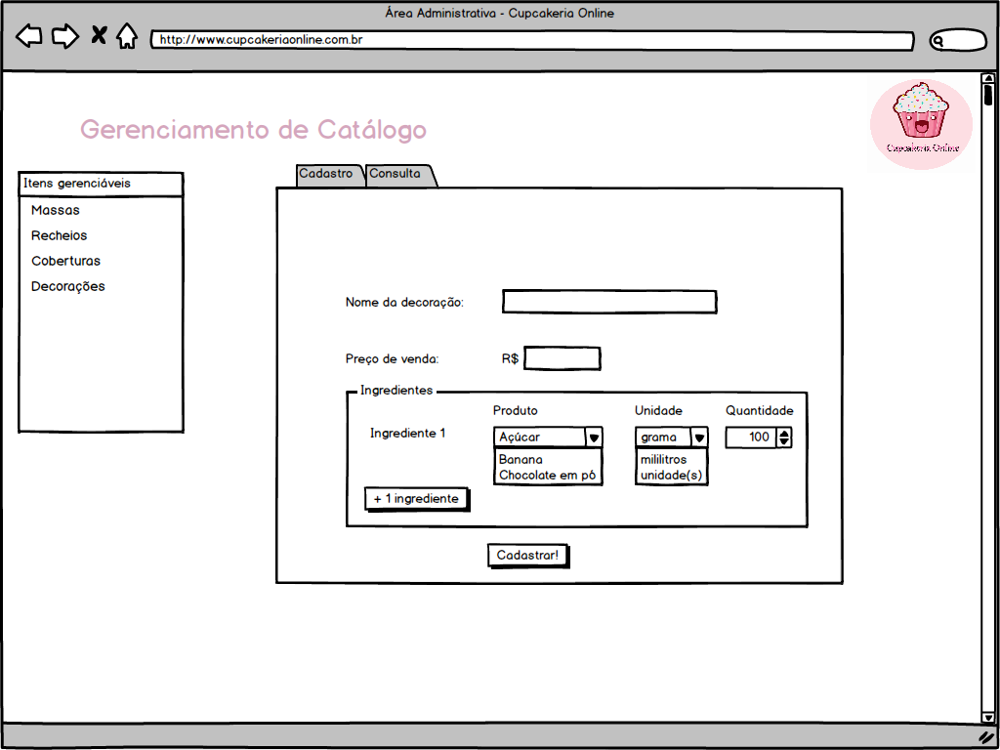 Área Administrativa - Cupcakeria Online
http://www.cupcakeriaonline.com.br
Cupcakeria Online
Gerenciamento de Catálogo
Itens gerenciáveis
Massas
Recheios
Coberturas
Decorações
Cadastro
Consulta
Nome da decoração:
Preço de venda:
R$
Ingredientes
Produto
Unidade
Quantidade
Ingrediente 1
Açúcar
grama
100
Banana
mililitros
Chocolate em pó
unidade(s)
+ 1 ingrediente
Cadastrar!